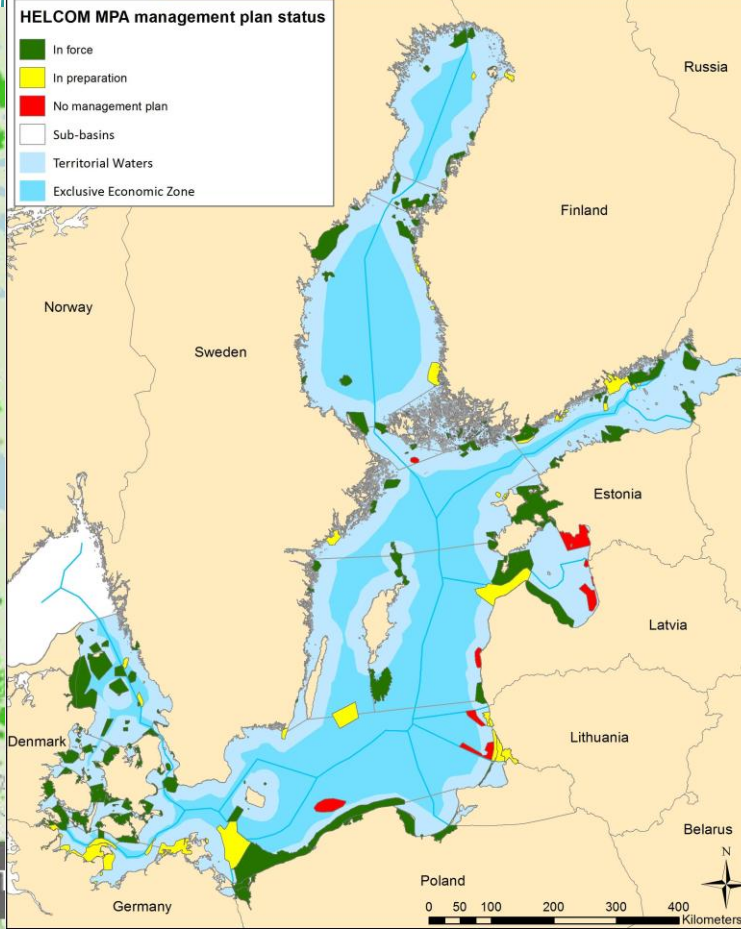 HELCOM MPA management plan status
In force
In preparation
No management plan
Sub-basins
Territorial Waters
Exclusive Economic Zone
Russia
Finland
Norway
Sweden
Estonia
Latvia
Denmark
Lithuania
Belarus
N
Poland
Germany
0 50 100 200 300 400
Kilometers